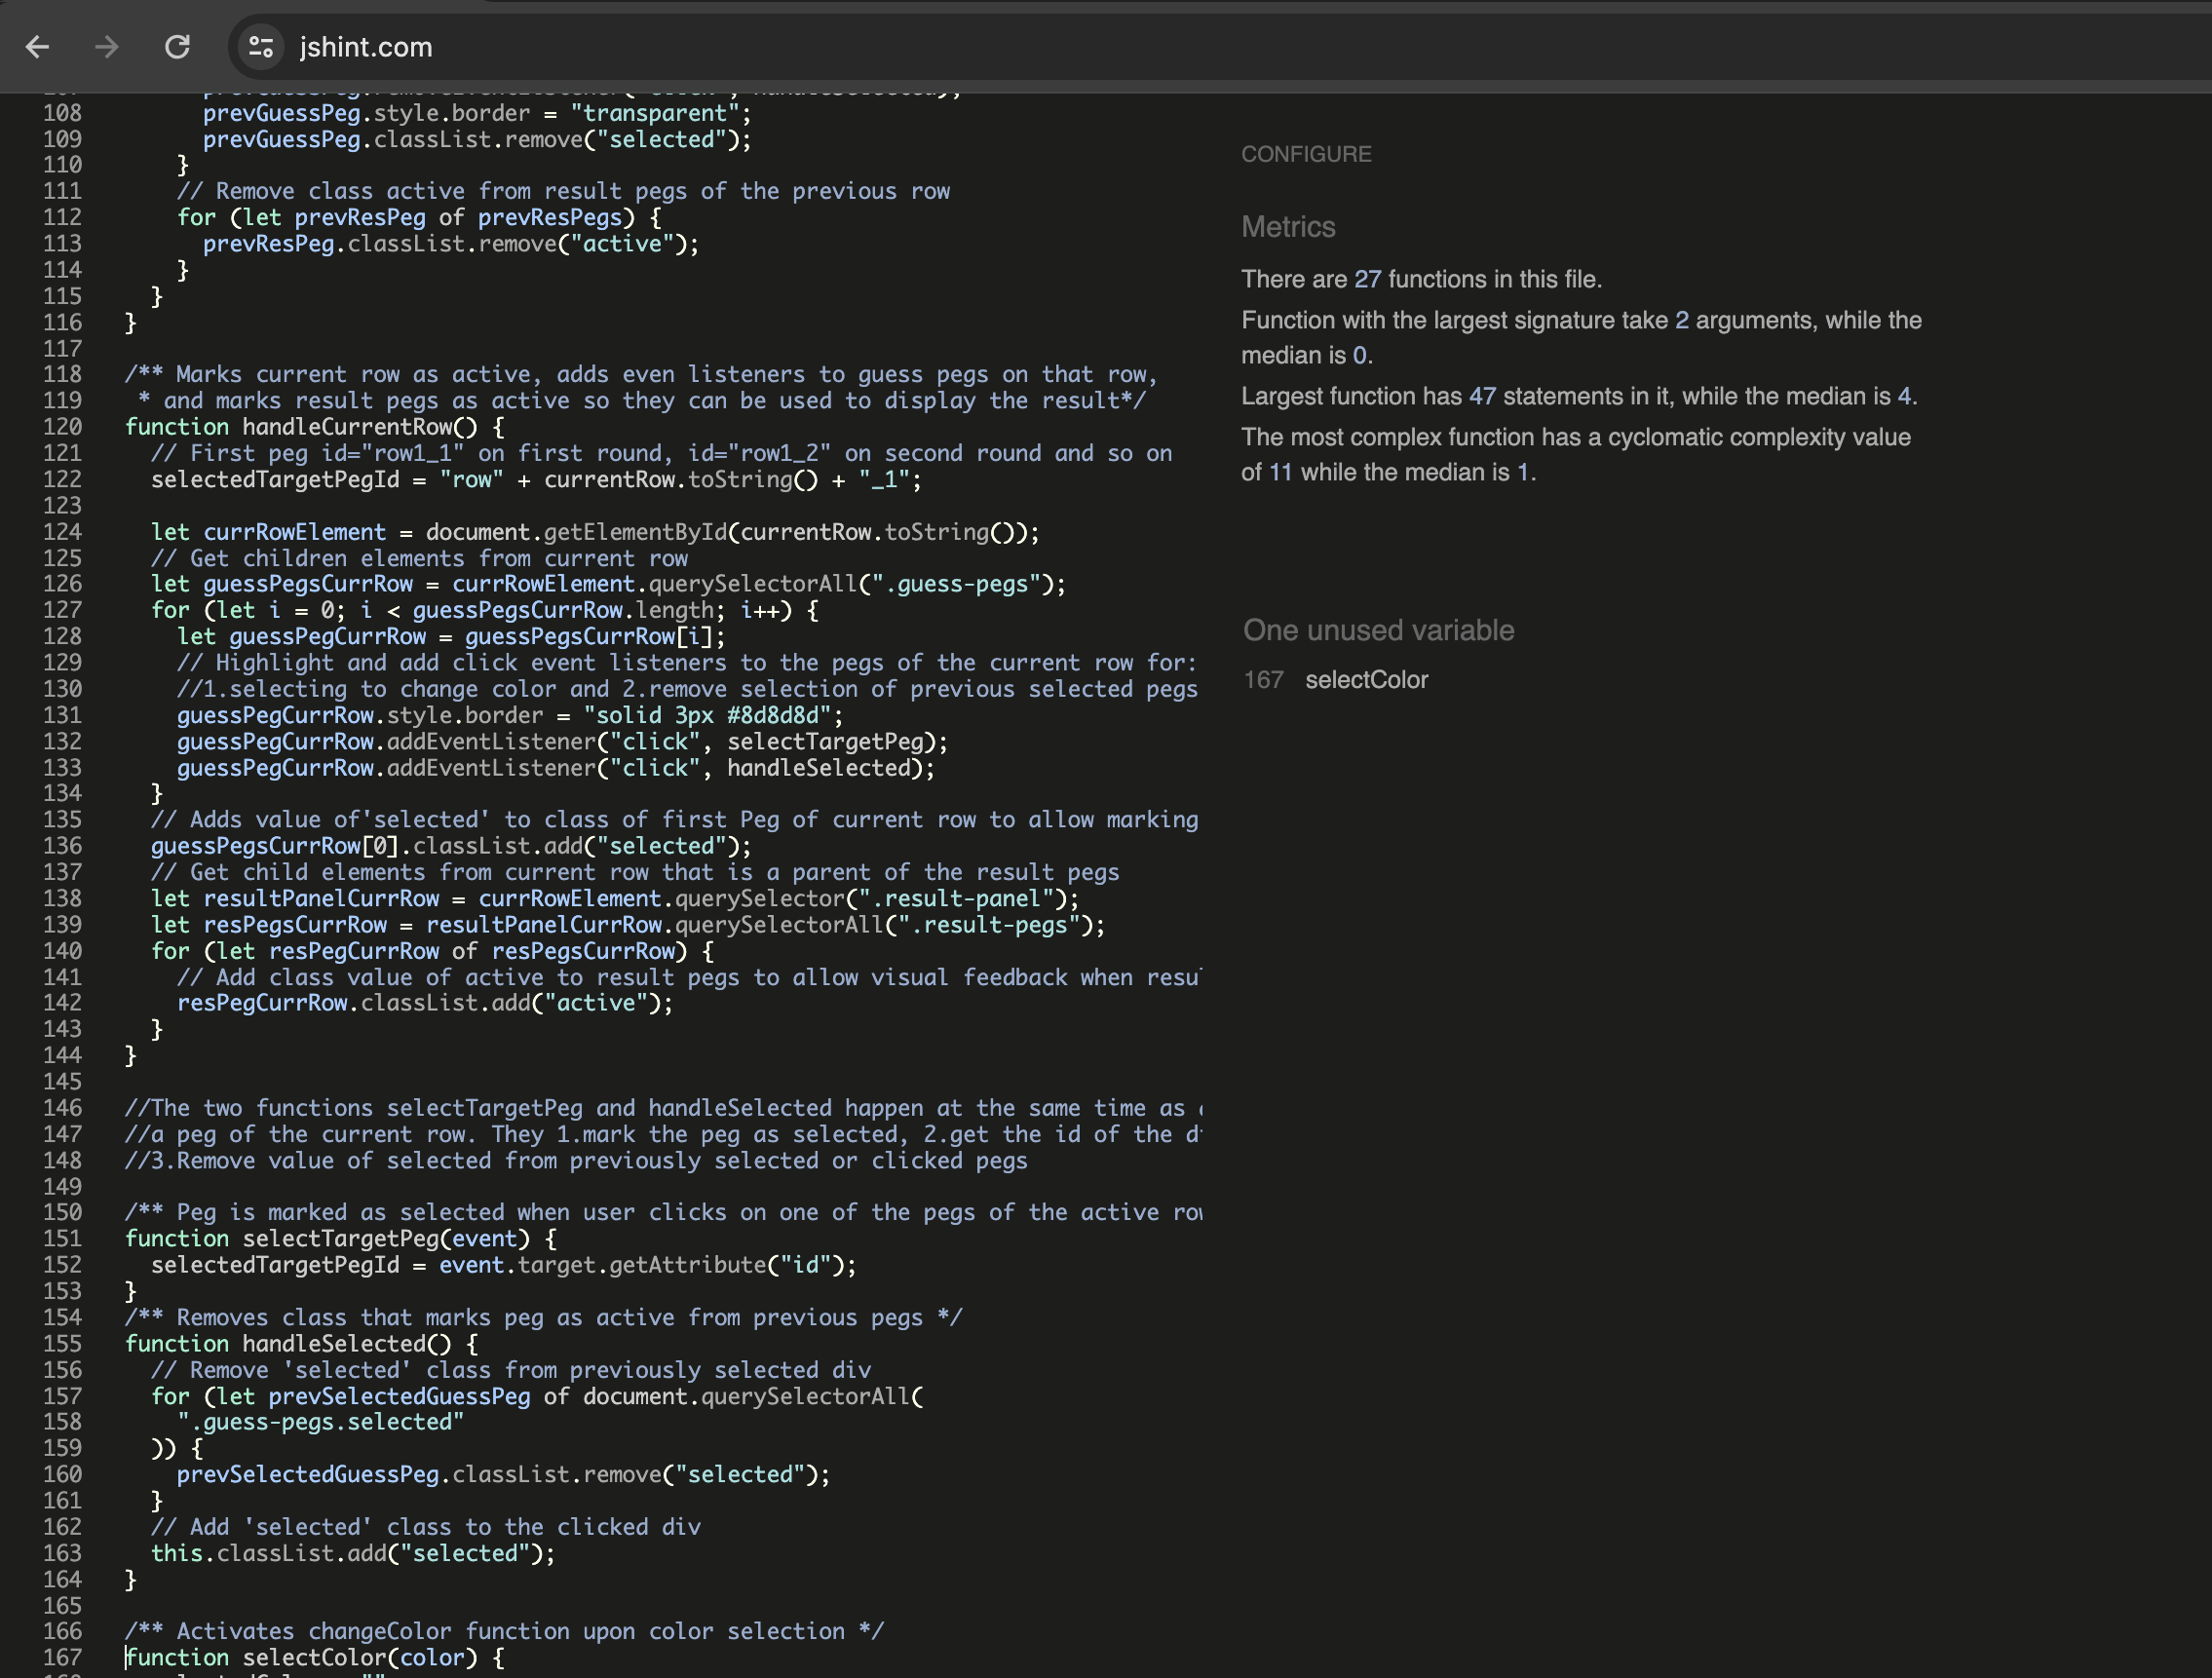 jshint.com
108 prevGuessPeg.style.border = "transparent";
109 prevGuessPeg.classList.remove("selected");
110 }
111 // Remove class active from result pegs of the previous row
112 for (let prevResPeg of prevResPegs) {
113 prevResPeg.classList.remove("active");
114 }
115 }
116 }
117
118 /** Marks current row as active, adds even listeners to guess pegs on that row,
119 * and marks result pegs as active so they can be used to display the result*/
120 function handleCurrentRow() {
121 // First peg id="row1_1" on first round, id="row1_2" on second round and so on
122 selectedTargetPegId = "row" + currentRow.toString() + "_1";
123
124 let currRowElement = document.getElementById(currentRow.toString());
125 // Get children elements from current row
126 let guessPegsCurrRow = currRowElement.querySelectorAll(".guess-pegs");
127 for (let i = 0; i < guessPegsCurrRow.length; i++) {
128 let guessPegCurrRow = guessPegsCurrRow[i];
129 // Highlight and add click event listeners to the pegs of the current row for:
130 //1.selecting to change color and 2.remove selection of previous selected pegs
131 guessPegCurrRow.style.border = "solid 3px #8d8d8d";
132 guessPegCurrRow.addEventListener("click", selectTargetPeg);
133 guessPegCurrRow.addEventListener("click", handleSelected);
134 }
135 // Adds value of'selected' to class of first Peg of current row to allow marking
136 guessPegsCurrRow[0].classList.add("selected");
137 // Get child elements from current row that is a parent of the result pegs
138 let resultPanelCurrRow = currRowElement.querySelector(".result-panel");
139 let resPegsCurrRow = resultPanelCurrRow.querySelectorAll(".result-pegs");
140 for (let resPegCurrRow of resPegsCurrRow) {
141 // Add class value of active to result pegs to allow visual feedback when
142 resPegCurrRow.classList.add("active");
143 }
144 }
145
146 //The two functions selectTargetPeg and handleSelected happen at the same time as
147 //a peg of the current row. They 1.mark the peg as selected, 2.get the id of the
148 //3.Remove value of selected from previously selected or clicked pegs
149
150 /** Peg is marked as selected when user clicks on one of the pegs of the active
151 function selectTargetPeg(event) {
152 selectedTargetPegId = event.target.getAttribute("id");
153 }
154 /** Removes class that marks peg as active from previous pegs */
155 function handleSelected() {
156 // Remove 'selected' class from previously selected div
157 for (let prevSelectedGuessPeg of document.querySelectorAll(
158 ".guess-pegs.selected"
159 )) {
160 prevSelectedGuessPeg.classList.remove("selected");
161 }
162 // Add 'selected' class to the clicked div
163 this.classList.add("selected");
164 }
165
166 /** Activates changeColor function upon color selection */
167 function selectColor(color) {
CONFIGURE
Metrics
There are 27 functions in this file.
Function with the largest signature take 2 arguments, while the
median is 0.
Largest function has 47 statements in it, while the median is 4.
The most complex function has a cyclomatic complexity value
of 11 while the median is 1.
One unused variable
167 selectColor